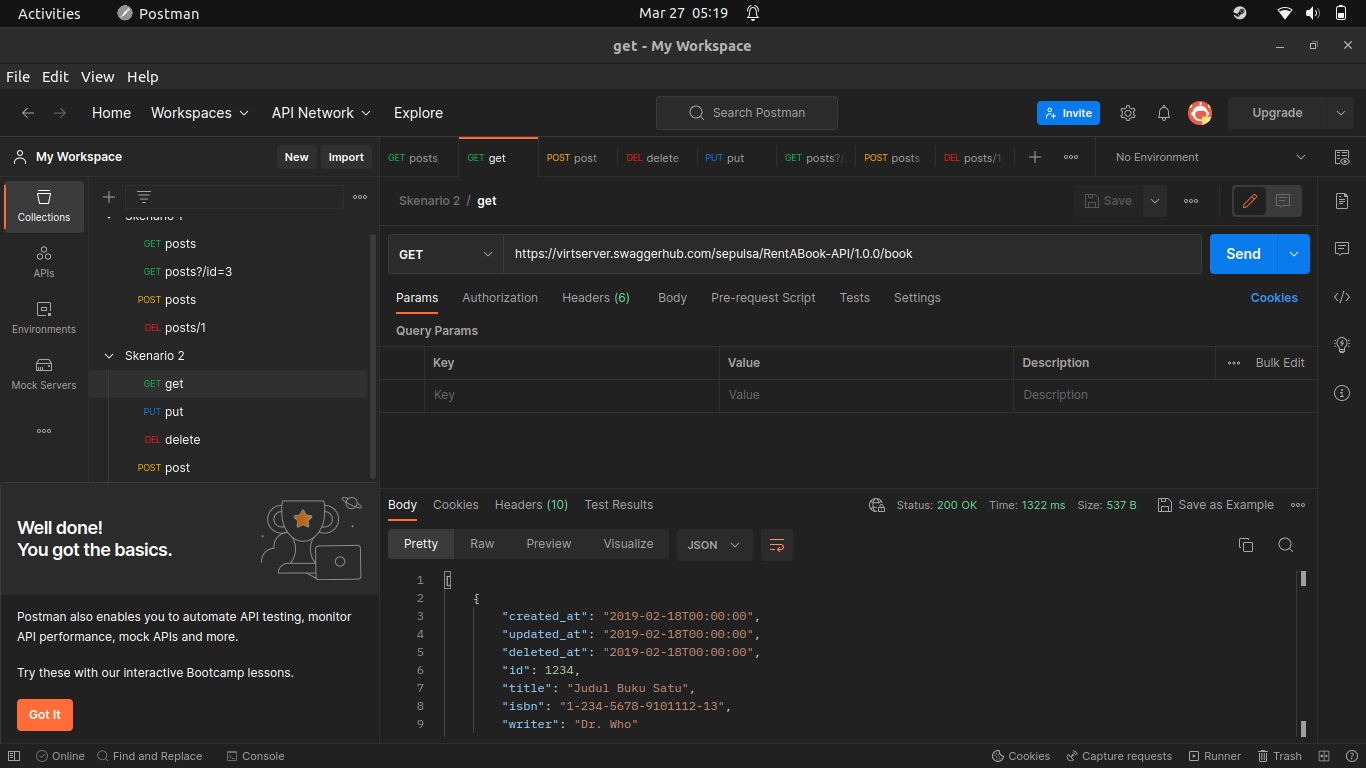 Activities Postman Mar 27 05:19
get - My Workspace
File Edit View Help
Home Workspaces API Network Explore Search Postman Invite Upgrade
My Workspace New Import
GET posts GET get POST post DEL delete PUT put GET posts?/ POST posts DEL posts/1 No Environment
Collections
APIs
Environments
Mock Servers
Skenario 1
GET posts
GET posts?/id=3
POST posts
DEL posts/1
Skenario 2
GET get
PUT put
DEL delete
POST post
Well done!
You got the basics.
Postman also enables you to automate API testing, monitor
API performance, mock APIs and more.
Try these with our interactive Bootcamp lessons.
Got It
Skenario 2 / get Save
GET https://virtserver.swaggerhub.com/sepulsa/RentABook-API/1.0.0/book Send
Params Authorization Headers (6) Body Pre-request Script Tests Settings Cookies
Query Params
Key Value Description Bulk Edit
Key Value Description
Body Cookies Headers (10) Test Results Status: 200 OK Time: 1322 ms Size: 537 B Save as Example
Pretty Raw Preview Visualize JSON
1 [
2 {
3 "created_at": "2019-02-18T00:00:00",
4 "updated_at": "2019-02-18T00:00:00",
5 "deleted_at": "2019-02-18T00:00:00",
6 "id": 1234,
7 "title": "Judul Buku Satu",
8 "isbn": "1-234-5678-9101112-13",
9 "writer": "Dr. Who"
Online Find and Replace Console Cookies Capture requests Runner Trash